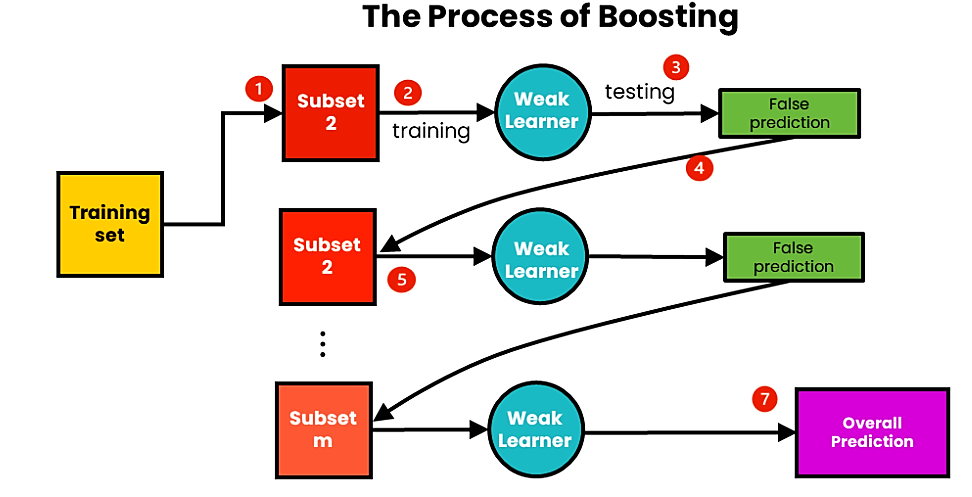 The Process of Boosting
1
Subset
2
2
training
Weak
Learner
3
testing
False
prediction
4
Training
set
Subset
2
5
Weak
Learner
False
prediction
Subset
m
Weak
Learner
7
Overall
Prediction